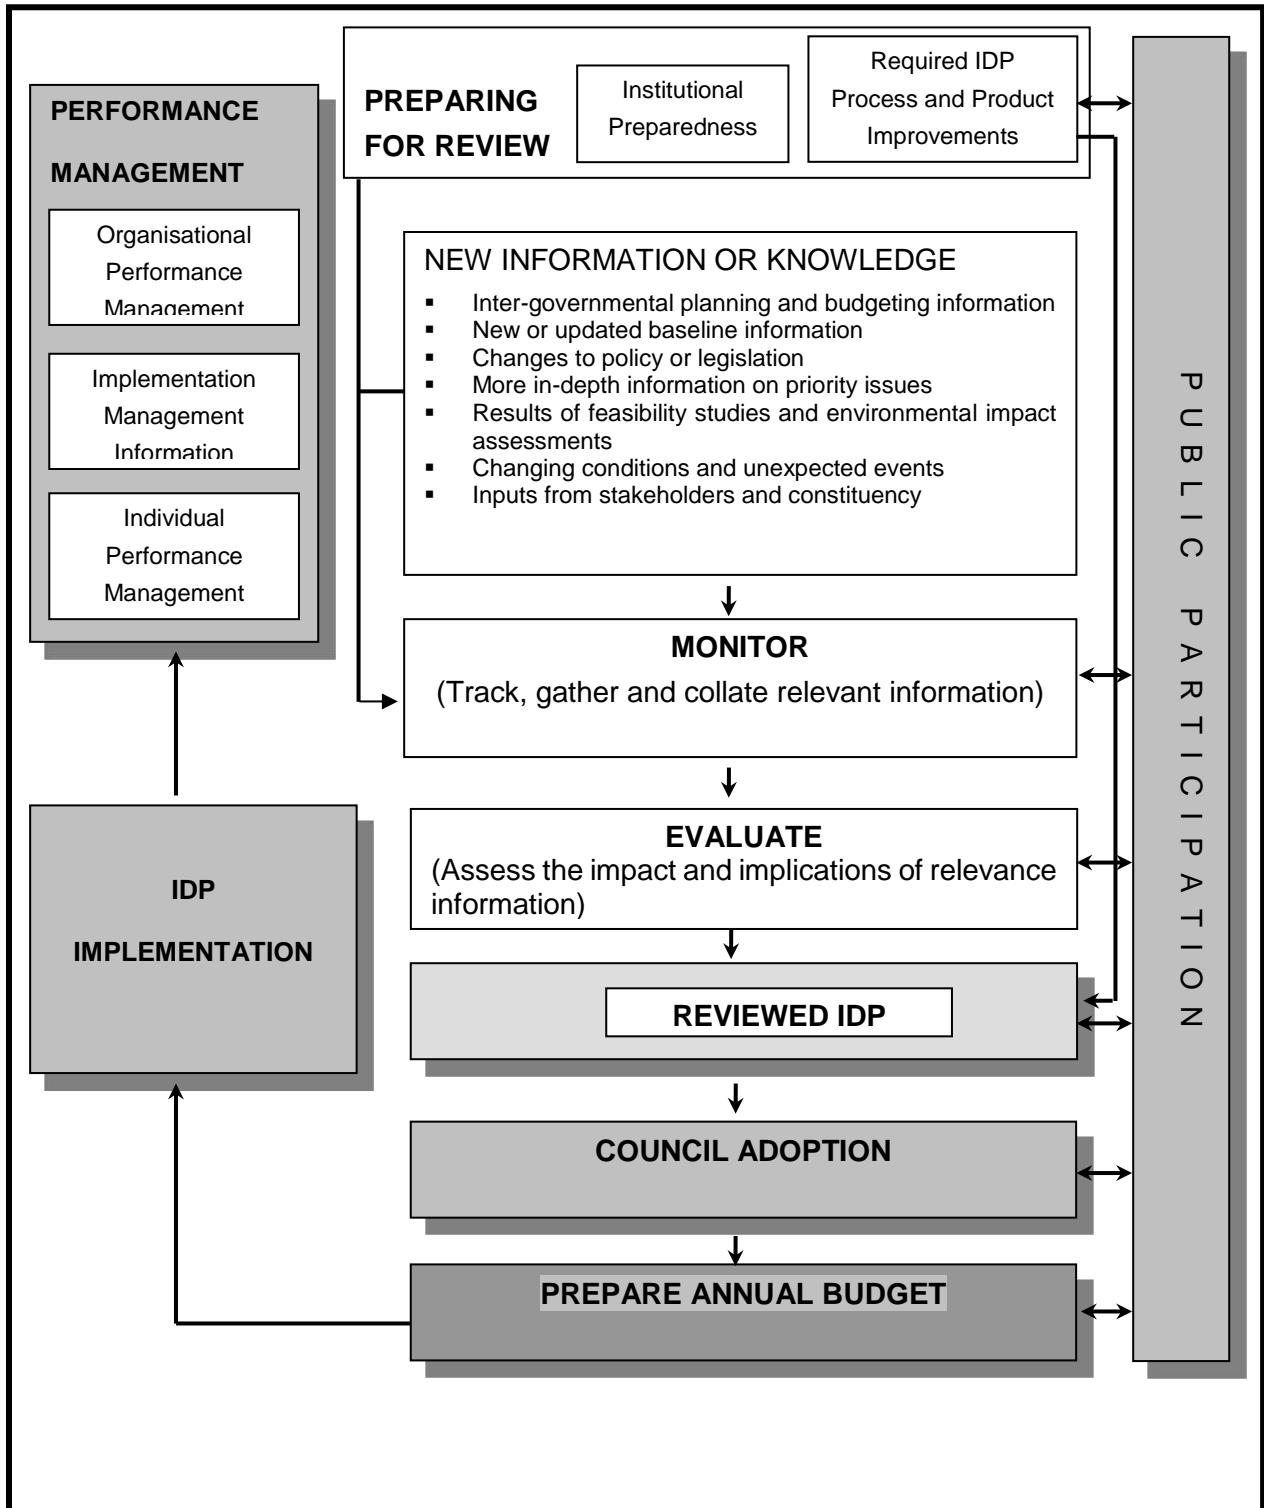 PREPARING
FOR REVIEW
Institutional
Preparedness
Required IDP
Process and Product
Improvements
PERFORMANCE
MANAGEMENT
Organisational
Performance
Management
Implementation
Management
Information
Individual
Performance
Management
NEW INFORMATION OR KNOWLEDGE
▪ Inter-governmental planning and budgeting information
▪ New or updated baseline information
▪ Changes to policy or legislation
▪ More in-depth information on priority issues
▪ Results of feasibility studies and environmental impact
assessments
▪ Changing conditions and unexpected events
▪ Inputs from stakeholders and constituency
MONITOR
(Track, gather and collate relevant information)
EVALUATE
(Assess the impact and implications of relevance
information)
REVIEWED IDP
COUNCIL ADOPTION
PREPARE ANNUAL BUDGET
IDP
IMPLEMENTATION
PUBLIC PARTICIPATION